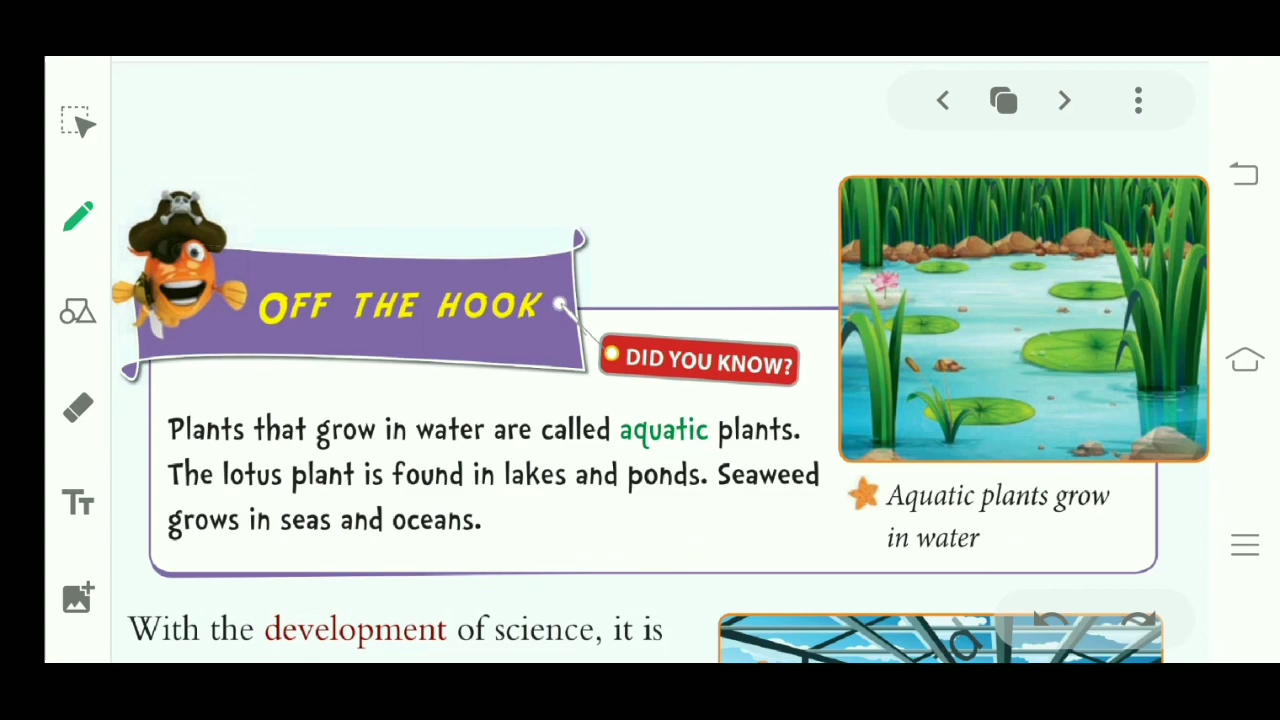 OFF THE HOOK
DID YOU KNOW?
Plants that grow in water are called aquatic plants.
The lotus plant is found in lakes and ponds. Seaweed
grows in seas and oceans.
Aquatic plants grow
in water
With the development of science, it is
Tт